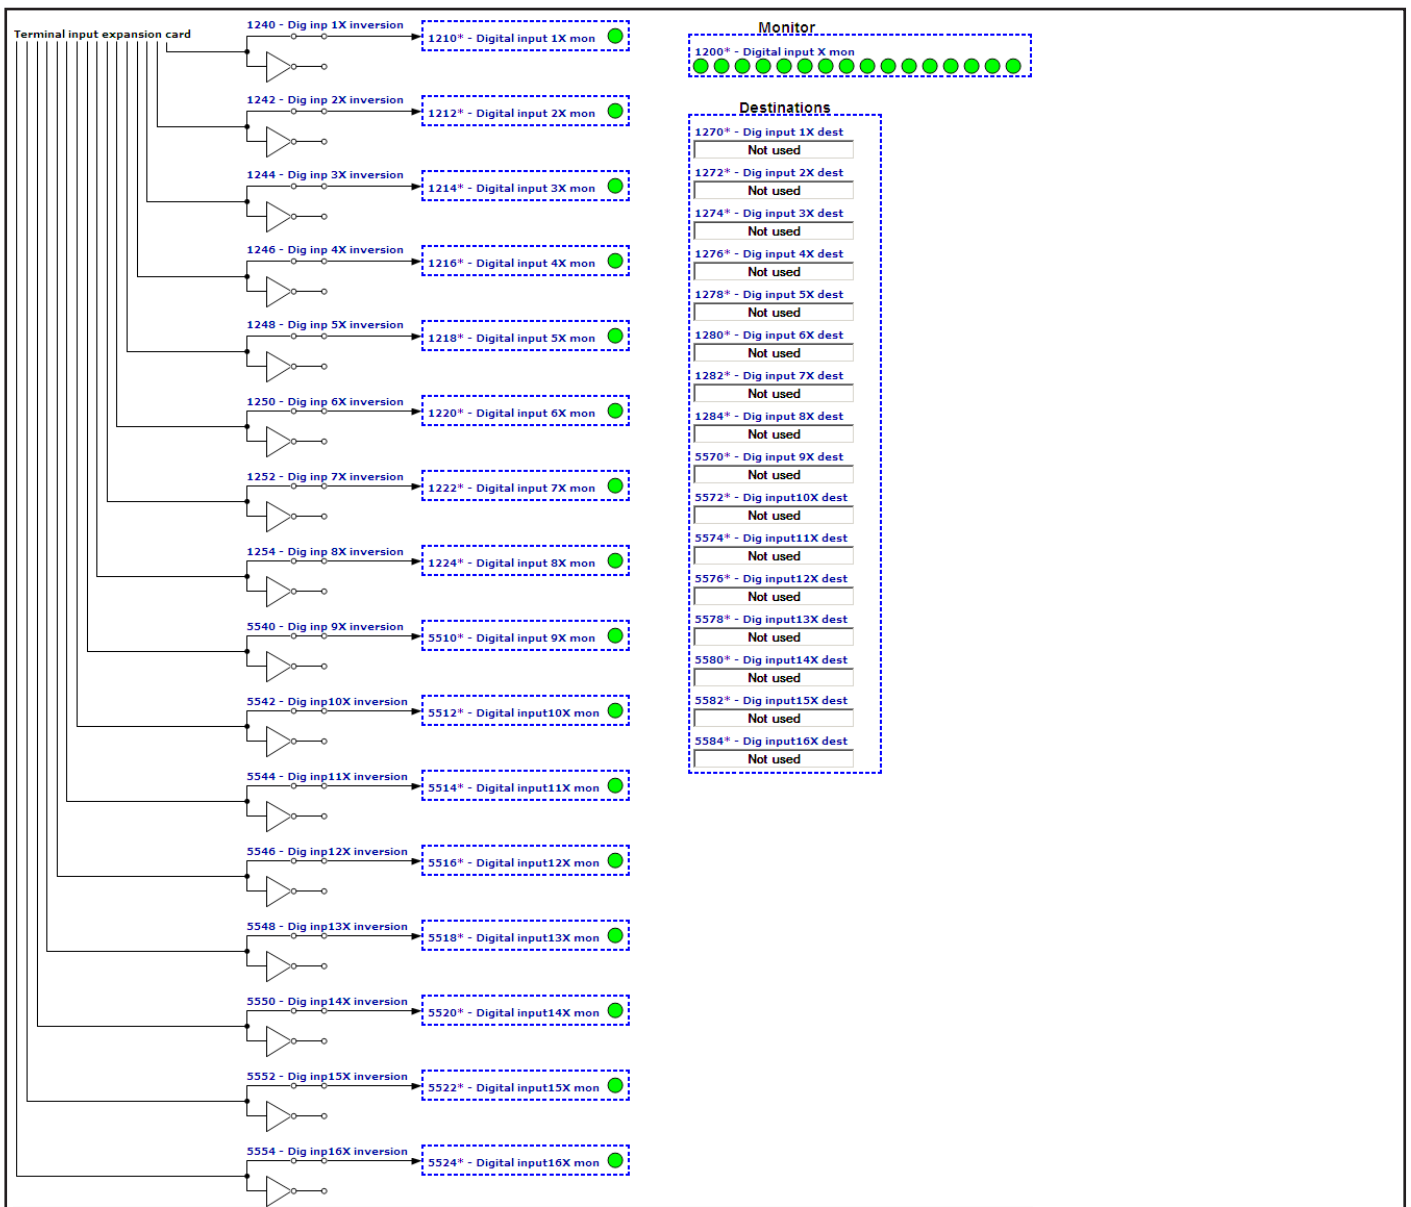 Terminal input expansion card
1240 - Dig inp 1X inversion
1210* - Digital input 1X mon
1242 - Dig inp 2X inversion
1212* - Digital input 2X mon
1244 - Dig inp 3X inversion
1214* - Digital input 3X mon
1246 - Dig inp 4X inversion
1216* - Digital input 4X mon
1248 - Dig inp 5X inversion
1218* - Digital input 5X mon
1250 - Dig inp 6X inversion
1220* - Digital input 6X mon
1252 - Dig inp 7X inversion
1222* - Digital input 7X mon
1254 - Dig inp 8X inversion
1224* - Digital input 8X mon
5540 - Dig inp 9X inversion
5510* - Digital input 9X mon
5542 - Dig inp10X inversion
5512* - Digital input10X mon
5544 - Dig inp11X inversion
5514* - Digital input11X mon
5546 - Dig inp12X inversion
5516* - Digital input12X mon
5548 - Dig inp13X inversion
5518* - Digital input13X mon
5550 - Dig inp14X inversion
5520* - Digital input14X mon
5552 - Dig inp15X inversion
5522* - Digital input15X mon
5554 - Dig inp16X inversion
5524* - Digital input16X mon
Monitor
1200* - Digital input X mon
Destinations
1270* - Dig input 1X dest
Not used
1272* - Dig input 2X dest
Not used
1274* - Dig input 3X dest
Not used
1276* - Dig input 4X dest
Not used
1278* - Dig input 5X dest
Not used
1280* - Dig input 6X dest
Not used
1282* - Dig input 7X dest
Not used
1284* - Dig input 8X dest
Not used
5570* - Dig input 9X dest
Not used
5572* - Dig input10X dest
Not used
5574* - Dig input11X dest
Not used
5576* - Dig input12X dest
Not used
5578* - Dig input13X dest
Not used
5580* - Dig input14X dest
Not used
5582* - Dig input15X dest
Not used
5584* - Dig input16X dest
Not used